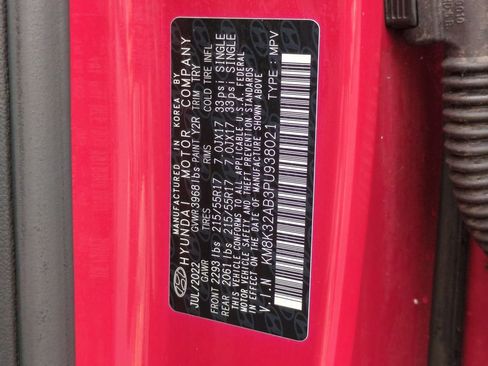 MANUFACTURED IN KOREA BY
HYUNDAI MOTOR COMPANY
JUL/2022 GVWR 3968 lbs PAINT Y2R TRIM TRY
GAWR TIRES RIMS COLD TIRE INFL
FRONT 2293 lbs 215/55R17 7.0JX17 33psi SINGLE
REAR 2061 lbs 215/55R17 7.0JX17 33psi SINGLE
THIS VEHICLE CONFORMS TO ALL APPLICABLE U.S.A. FEDERAL
MOTOR VEHICLE SAFETY AND THEFT PREVENTION STANDARDS
IN EFFECT ON THE DATE OF MANUFACTURE SHOWN ABOVE.
V.I.N KM8K32AB3PU938021 TYPE : MPV